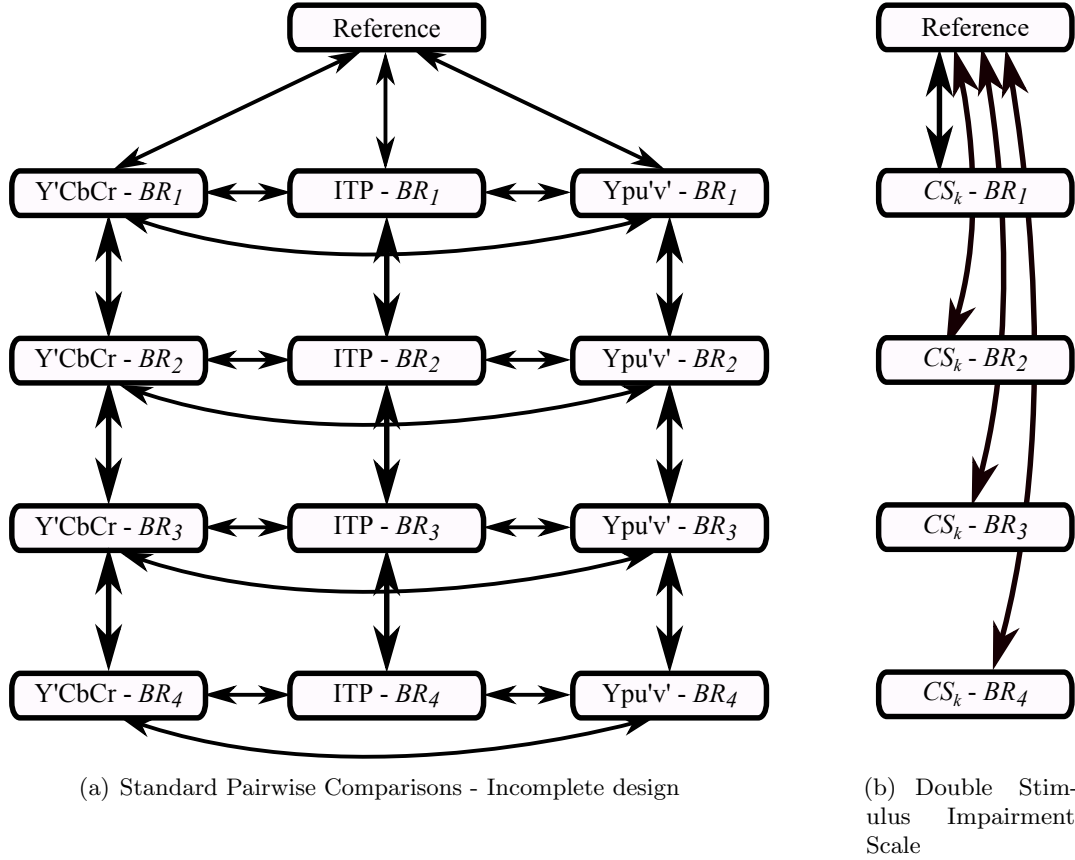 Reference
Y'CbCr - BR1
ITP - BR1
Ypu'v' - BR1
Y'CbCr - BR2
ITP - BR2
Ypu'v' - BR2
Y'CbCr - BR3
ITP - BR3
Ypu'v' - BR3
Y'CbCr - BR4
ITP - BR4
Ypu'v' - BR4
(a) Standard Pairwise Comparisons - Incomplete design
Reference
CSk - BR1
CSk - BR2
CSk - BR3
CSk - BR4
(b) Double Stim-
ulus Impairment
Scale